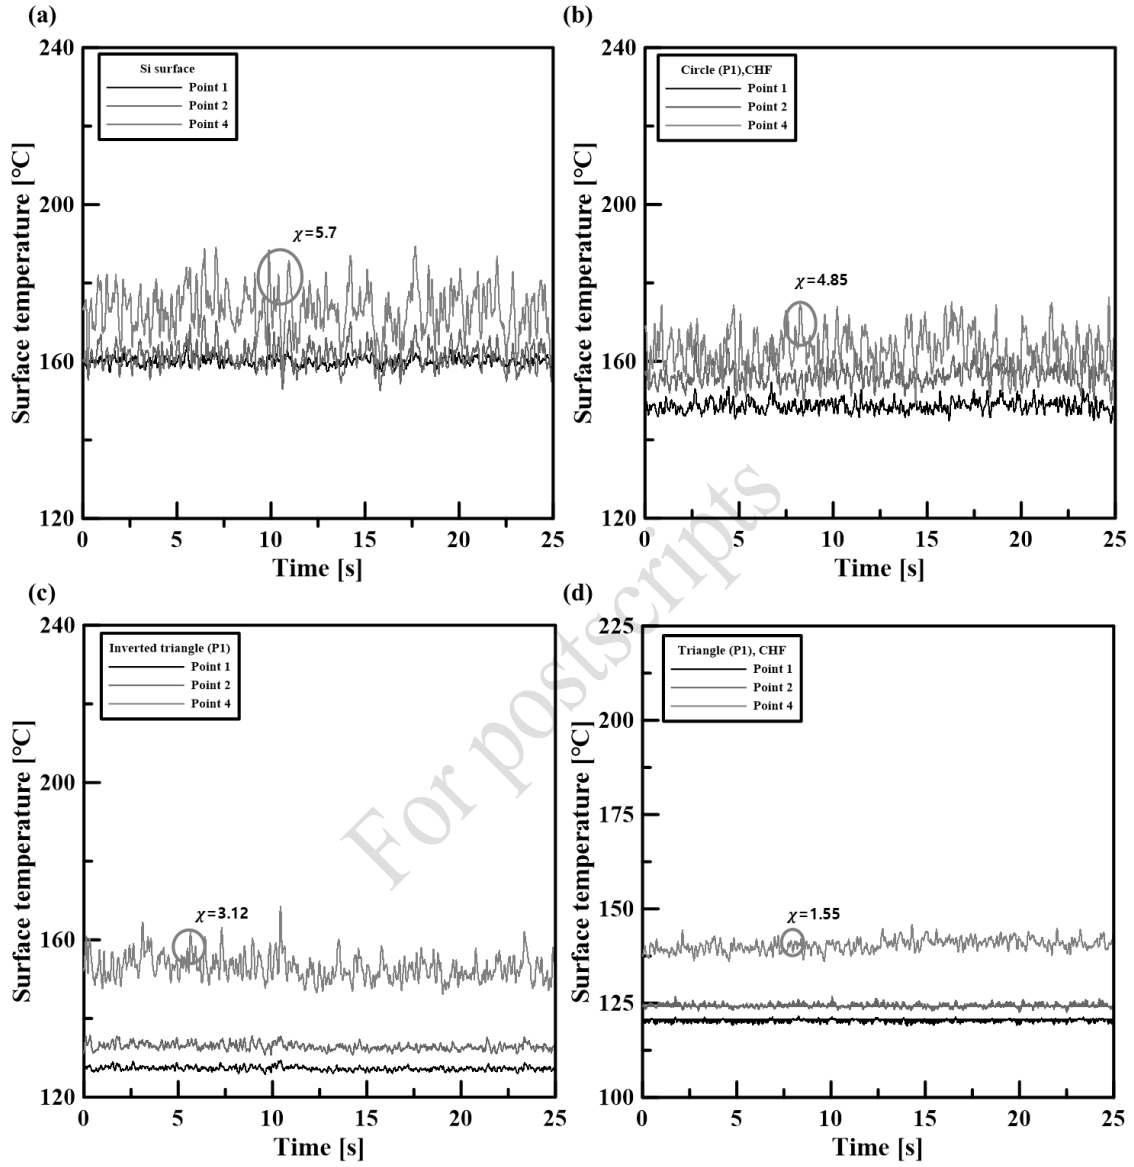 (a)
240
200
160
120
Surface temperature [°C]
Si surface
Point 1
Point 2
Point 4
χ=5.7
0 5 10 15 20 25
Time [s]
(b)
240
200
160
120
Surface temperature [°C]
Circle (P1),CHF
Point 1
Point 2
Point 4
χ=4.85
0 5 10 15 20 25
Time [s]
(c)
240
200
160
120
Surface temperature [°C]
Inverted triangle (P1)
Point 1
Point 2
Point 4
χ=3.12
0 5 10 15 20 25
Time [s]
(d)
225
200
175
150
125
100
Surface temperature [°C]
Triangle (P1), CHF
Point 1
Point 2
Point 4
χ=1.55
0 5 10 15 20 25
Time [s]
For postscripts